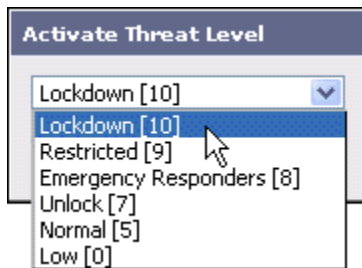 Activate Threat Level
Lockdown [10]
Lockdown [10]
Restricted [9]
Emergency Responders [8]
Unlock [7]
Normal [5]
Low [0]